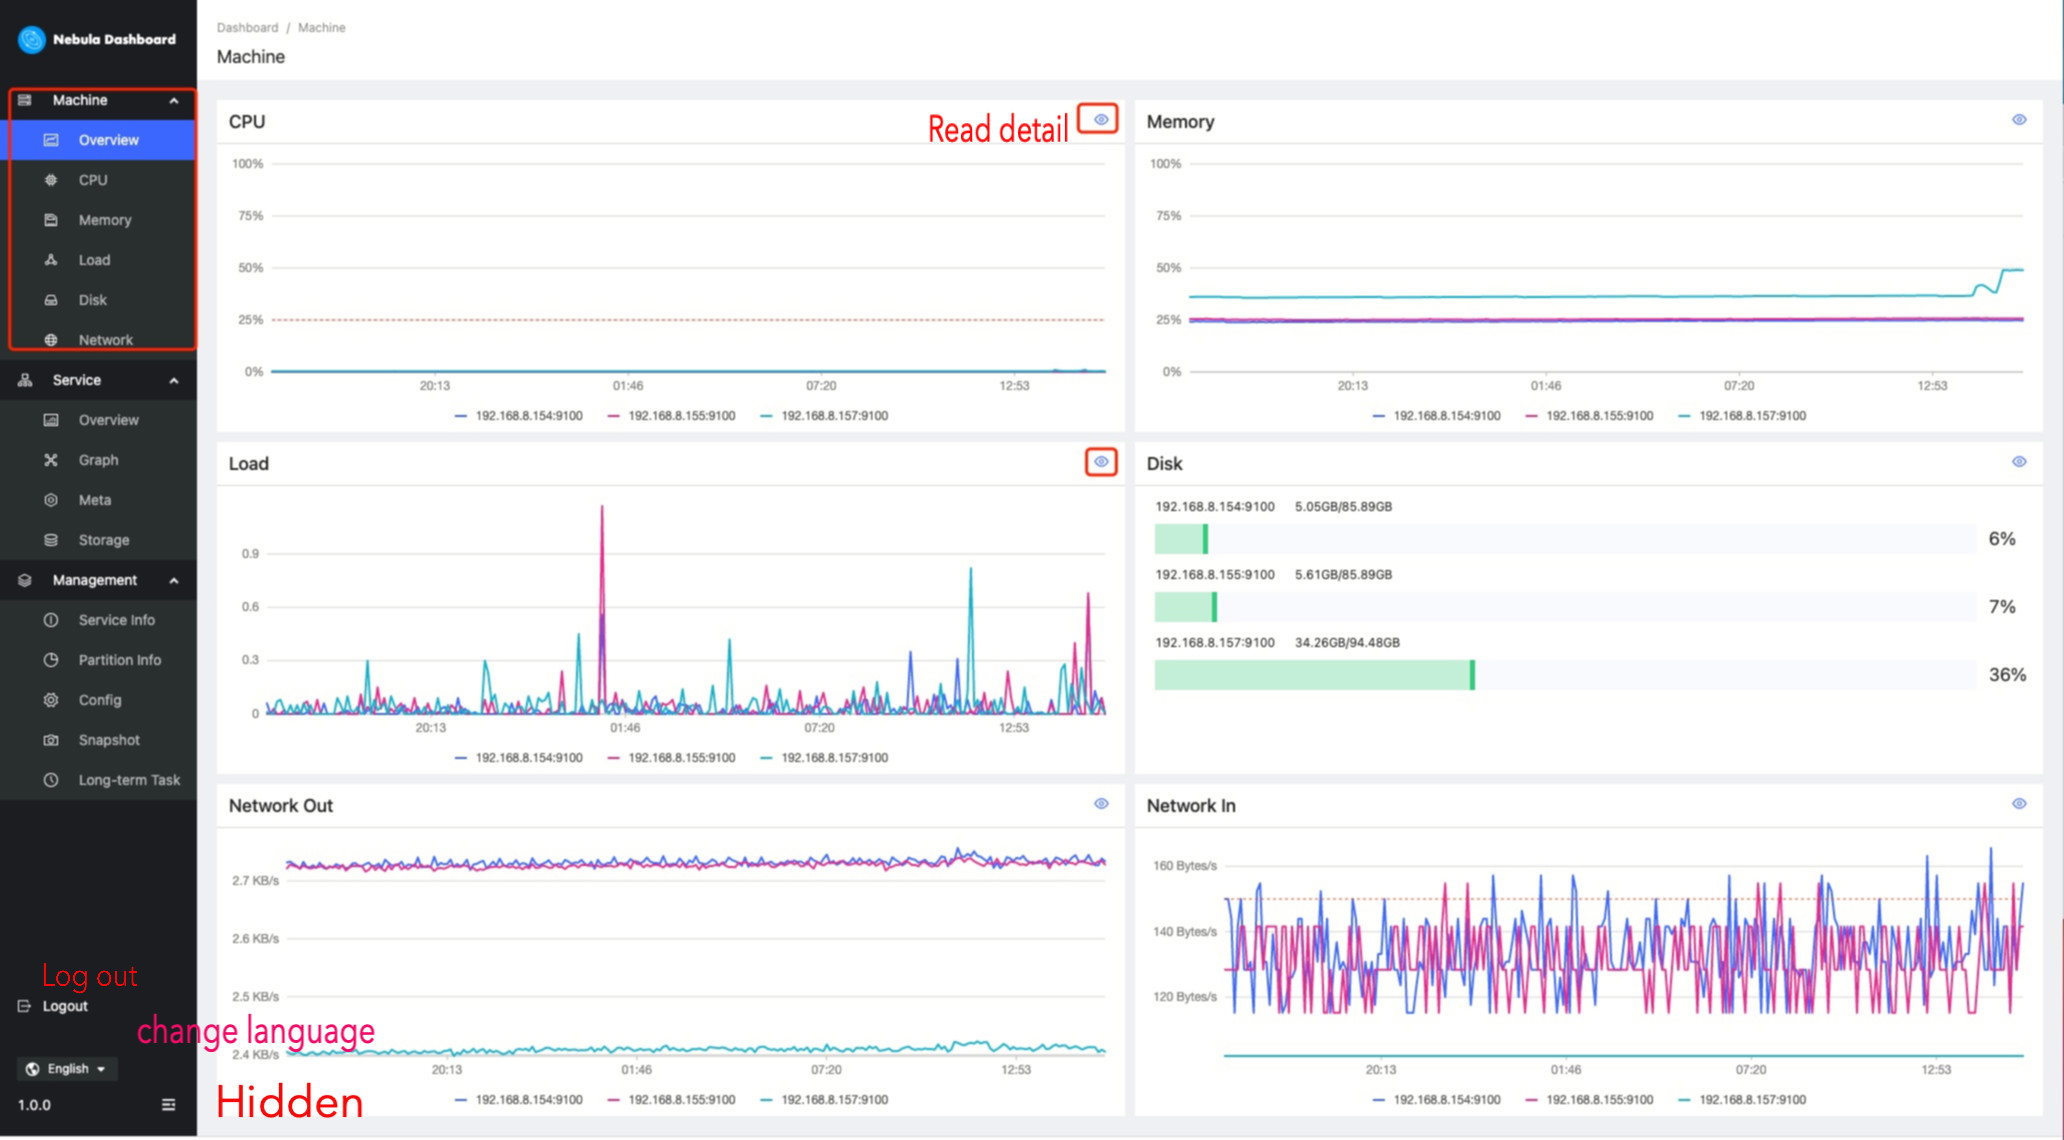 Nebula Dashboard
Machine
Overview
CPU
Memory
Load
Disk
Network
Service
Overview
Graph
Meta
Storage
Management
Service Info
Partition Info
Config
Snapshot
Long-term Task
Log out
Logout
change language
English
1.0.0
Hidden
Dashboard / Machine
Machine
CPU
Read detail
100%
75%
50%
25%
0%
20:13 01:46 07:20 12:53
192.168.8.154:9100 192.168.8.155:9100 192.168.8.157:9100
Memory
100%
75%
50%
25%
0%
20:13 01:46 07:20 12:53
192.168.8.154:9100 192.168.8.155:9100 192.168.8.157:9100
Load
0.9
0.6
0.3
0
20:13 01:46 07:20 12:53
192.168.8.154:9100 192.168.8.155:9100 192.168.8.157:9100
Disk
192.168.8.154:9100 5.05GB/85.89GB
6%
192.168.8.155:9100 5.61GB/85.89GB
7%
192.168.8.157:9100 34.26GB/94.48GB
36%
Network Out
2.7 KB/s
2.6 KB/s
2.5 KB/s
2.4 KB/s
20:13 01:46 07:20 12:53
192.168.8.154:9100 192.168.8.155:9100 192.168.8.157:9100
Network In
160 Bytes/s
140 Bytes/s
120 Bytes/s
20:13 01:46 07:20 12:53
192.168.8.154:9100 192.168.8.155:9100 192.168.8.157:9100